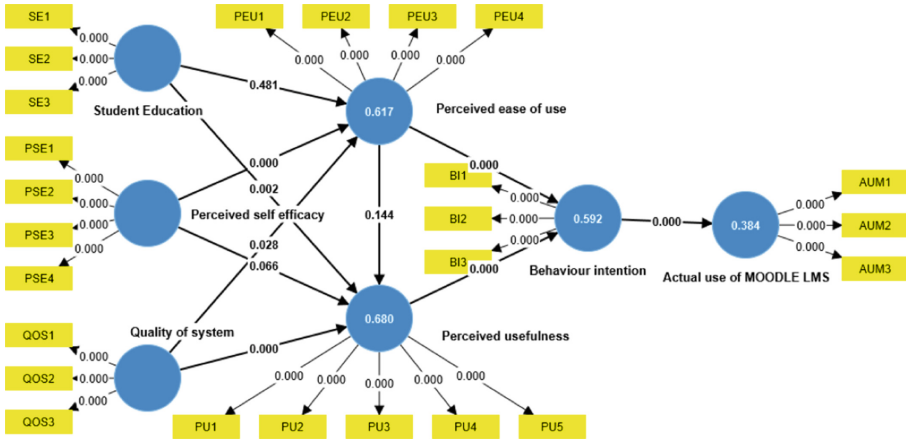 SE1
SE2
SE3
0.000
0.000
0.000
Student Education
PEU1
PEU2
PEU3
PEU4
0.000
0.000
0.000
0.000
0.481
0.617
Perceived ease of use
PSE1
PSE2
PSE3
PSE4
0.000
0.000
0.000
0.000
0.000
0.002
Perceived self efficacy
0.028
0.066
0.144
BI1
BI2
BI3
0.000
0.000
0.000
0.000
0.000
0.592
Behaviour intention
0.000
0.384
Actual use of MOODLE LMS
0.000
0.000
0.000
AUM1
AUM2
AUM3
Quality of system
QOS1
QOS2
QOS3
0.000
0.000
0.000
0.000
0.680
Perceived usefulness
0.000
0.000
0.000
0.000
0.000
PU1
PU2
PU3
PU4
PU5